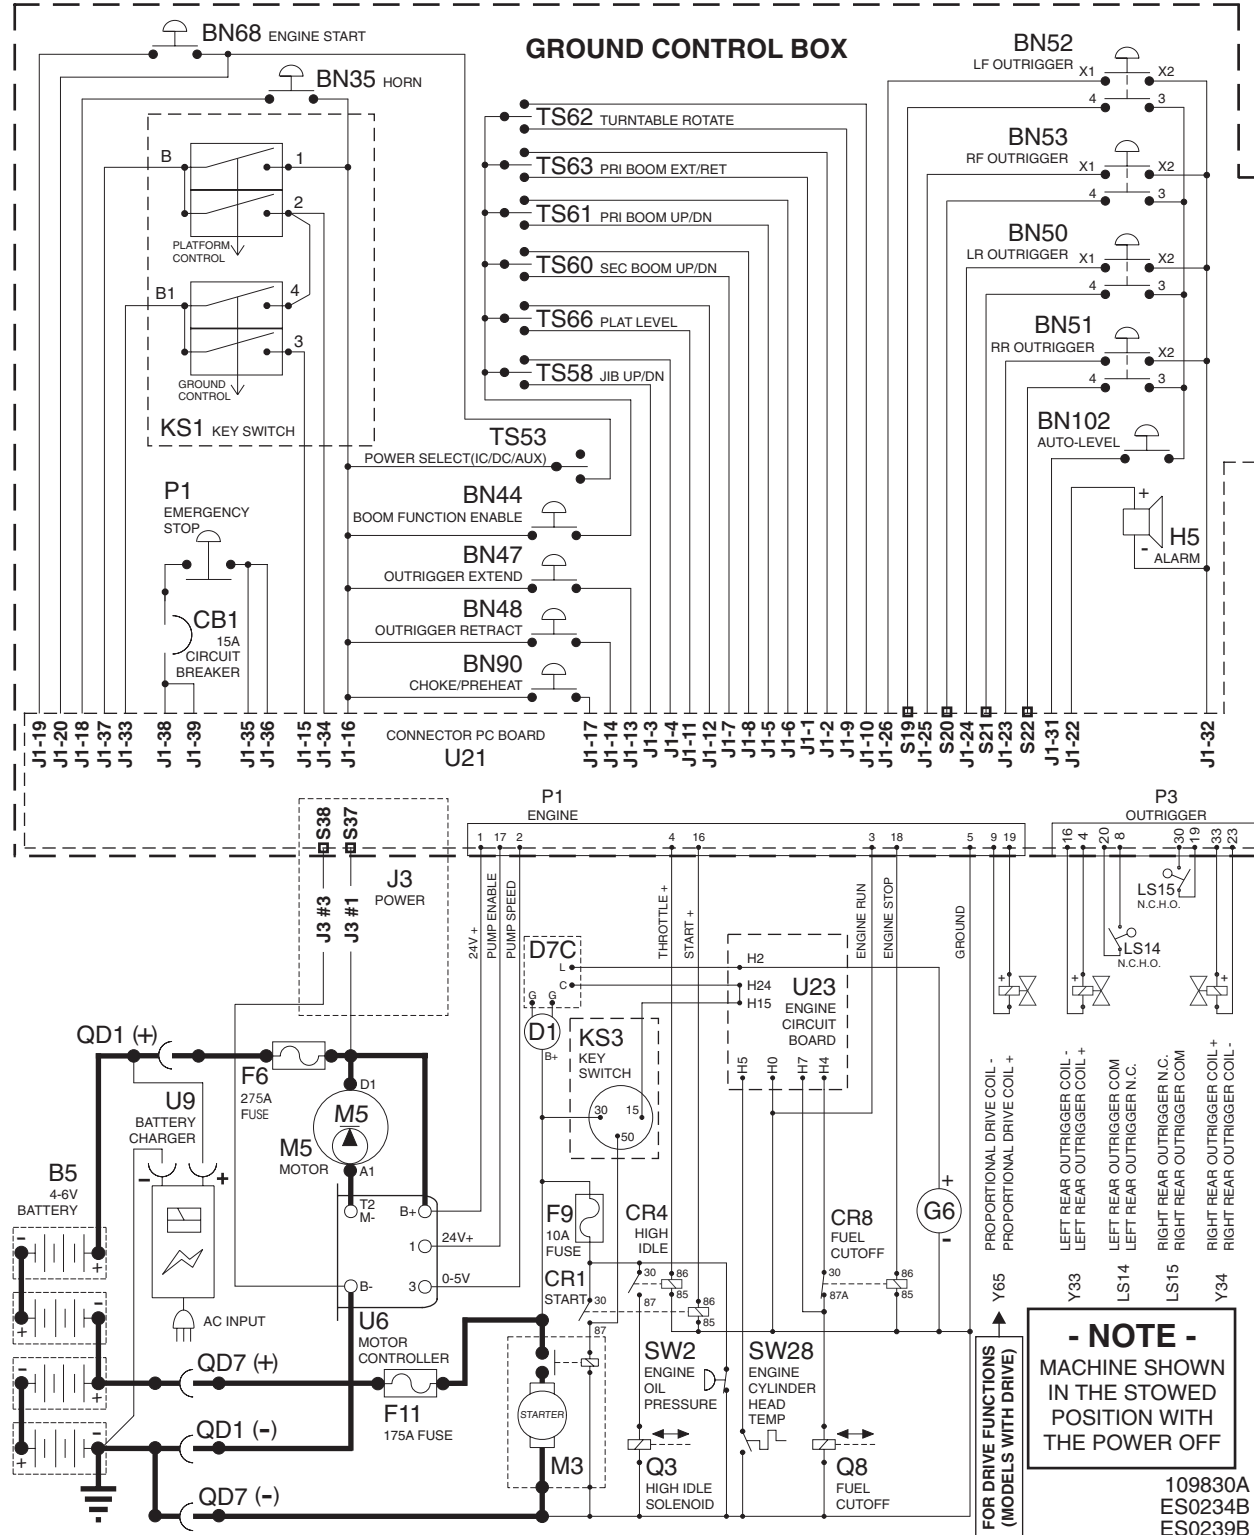 GROUND CONTROL BOX
BN68 ENGINE START
BN35 HORN
B
1
2
PLATFORM
CONTROL
B1
4
3
GROUND
CONTROL
KS1 KEY SWITCH
P1
EMERGENCY
STOP
CB1
15A
CIRCUIT
BREAKER
TS62 TURNTABLE ROTATE
TS63 PRI BOOM EXT/RET
TS61 PRI BOOM UP/DN
TS60 SEC BOOM UP/DN
TS66 PLAT LEVEL
TS58 JIB UP/DN
TS53
POWER SELECT(IC/DC/AUX)
BN44
BOOM FUNCTION ENABLE
BN47
OUTRIGGER EXTEND
BN48
OUTRIGGER RETRACT
BN90
CHOKE/PREHEAT
BN52
LF OUTRIGGER
X1
X2
4
3
BN53
RF OUTRIGGER
X1
X2
4
3
BN50
LR OUTRIGGER
X1
X2
4
3
BN51
RR OUTRIGGER
X2
4
3
BN102
AUTO-LEVEL
+
-
H5
ALARM
J1-19
J1-20
J1-18
J1-37
J1-33
J1-38
J1-39
J1-35
J1-36
J1-15
J1-34
J1-16
CONNECTOR PC BOARD
U21
J1-17
J1-14
J1-13
J1-3
J1-4
J1-11
J1-12
J1-7
J1-8
J1-5
J1-6
J1-1
J1-2
J1-9
J1-10
J1-26
S19
J1-25
S20
J1-24
S21
J1-23
S22
J1-31
J1-22
J1-32
S38
S37
J3 #3
J3 #1
J3
POWER
P1
ENGINE
1 17 2 4 16 3 18 5 9 19
P3
OUTRIGGER
16 4 20 8 30 19 33 23
24V +
PUMP ENABLE
PUMP SPEED
THROTTLE +
START +
ENGINE RUN
ENGINE STOP
GROUND
LS15
N.C.H.O.
LS14
N.C.H.O.
D7C
L
C
G G
D1
B+
H2
H24
H15
U23
ENGINE
CIRCUIT
BOARD
H5
H0
H7
H4
KS3
KEY
SWITCH
30
15
50
QD1 (+)
F6
275A
FUSE
U9
BATTERY
CHARGER
- +
AC INPUT
B5
4-6V
BATTERY
- +
- +
- +
- +
D1
M5
M5
MOTOR
A1
T2
M-
B+
1
24V+
3
0-5V
B-
U6
MOTOR
CONTROLLER
QD7 (+)
F11
175A FUSE
QD1 (-)
QD7 (-)
F9
10A
FUSE
CR1
START
30
87
86
85
CR4
HIGH
IDLE
30
87
86
85
CR8
FUEL
CUTOFF
30
87A
86
85
G6
+
-
STARTER
M3
SW2
ENGINE
OIL
PRESSURE
SW28
ENGINE
CYLINDER
HEAD
TEMP
Q3
HIGH IDLE
SOLENOID
Q8
FUEL
CUTOFF
+
+
+
PROPORTIONAL DRIVE COIL -
PROPORTIONAL DRIVE COIL +
LEFT REAR OUTRIGGER COIL -
LEFT REAR OUTRIGGER COIL +
LEFT REAR OUTRIGGER COM
LEFT REAR OUTRIGGER N.C.
RIGHT REAR OUTRIGGER N.C.
RIGHT REAR OUTRIGGER COM
RIGHT REAR OUTRIGGER COIL +
RIGHT REAR OUTRIGGER COIL -
Y65
Y33
LS14
LS15
Y34
FOR DRIVE FUNCTIONS
(MODELS WITH DRIVE)
- NOTE -
MACHINE SHOWN
IN THE STOWED
POSITION WITH
THE POWER OFF
109830A
ES0234B
ES0239B